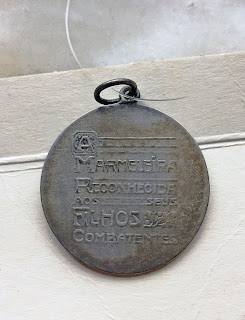 A
MARMELEIRA
RECONHECIDA
AOS SEUS
FILHOS
COMBATENTES